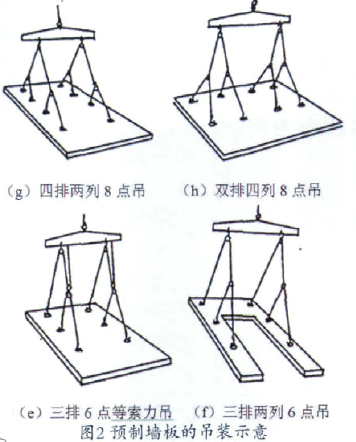 (g) 四排两列 8 点吊
(h) 双排四列 8 点吊
(e) 三排 6 点等索力吊
(f) 三排两列 6 吊
图2 预制墙板的吊装示意